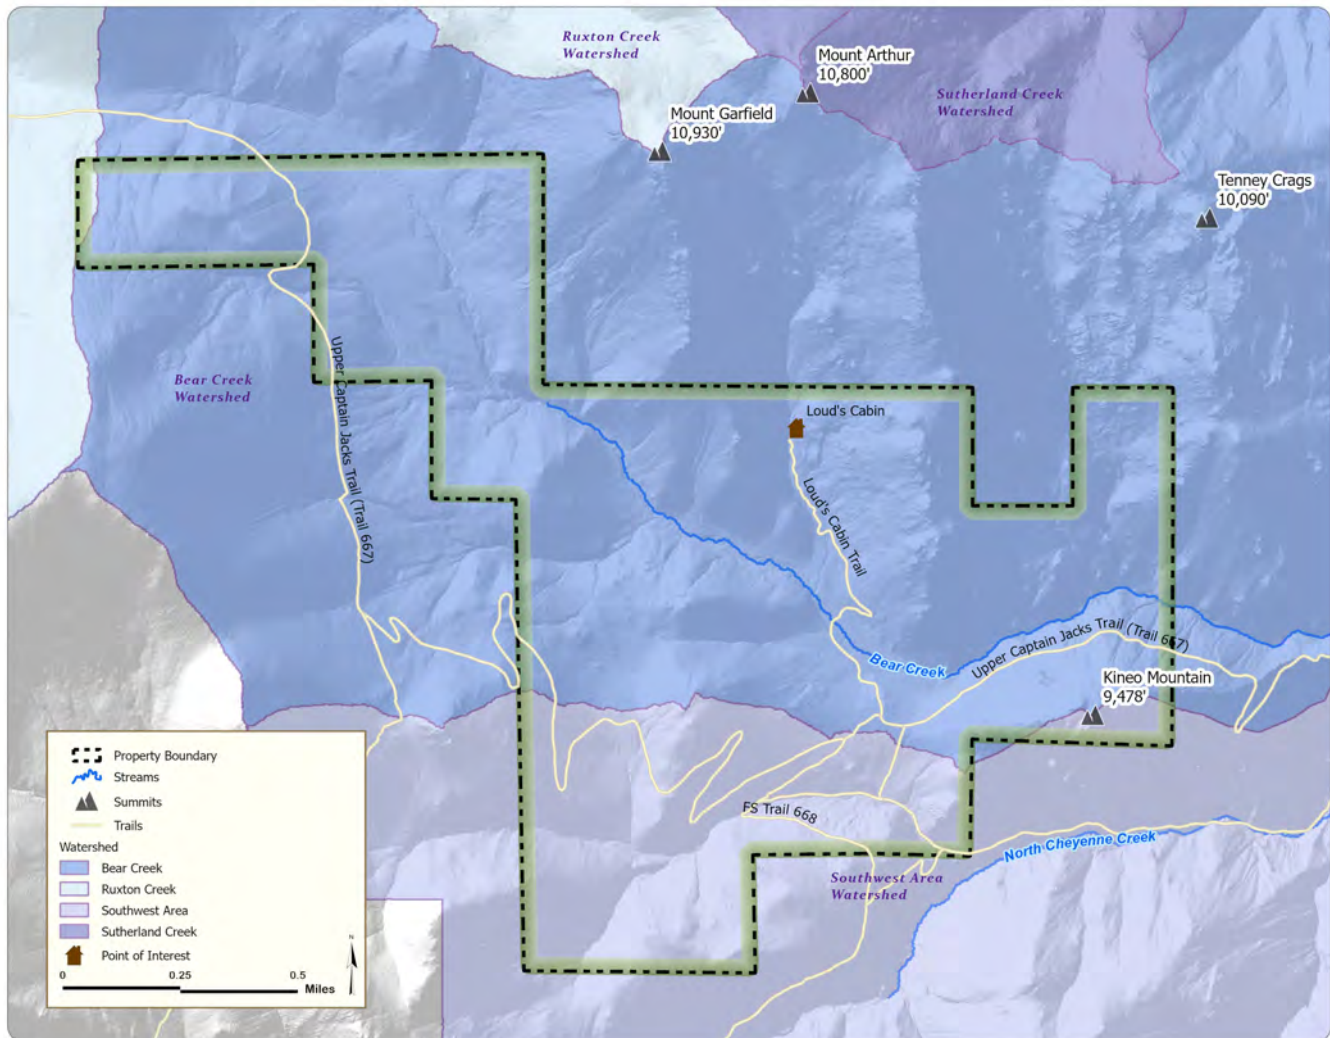 Ruxton Creek
Watershed
Mount Arthur
10,800'
Sutherland Creek
Watershed
Mount Garfield
10,930'
Tenney Crags
10,090'
Bear Creek
Watershed
Upper Captain Jacks Trail (Trail 667)
Loud's Cabin
Loud's Cabin Trail
Bear Creek
Upper Captain Jacks Trail (Trail 667)
Kineo Mountain
9,478'
FS Trail 668
North Cheyenne Creek
Southwest Area
Watershed
Property Boundary
Streams
Summits
Trails
Watershed
Bear Creek
Ruxton Creek
Southwest Area
Sutherland Creek
Point of Interest
N
0 0.25 0.5
Miles